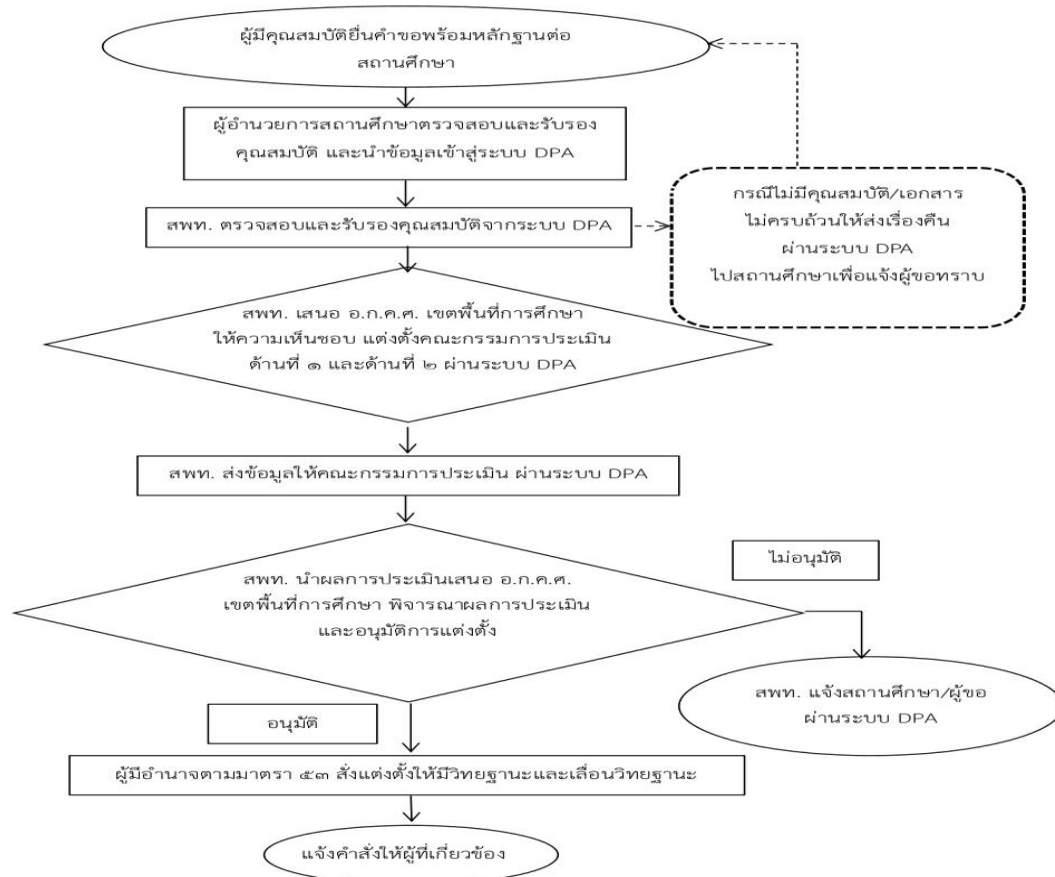 ผู้มีคุณสมบัติยื่นคำขอพร้อมหลักฐานต่อ
สถานศึกษา
ผู้อำนวยการสถานศึกษาตรวจสอบและรับรอง
คุณสมบัติ และนำข้อมูลเข้าสู่ระบบ DPA
สพท. ตรวจสอบและรับรองคุณสมบัติจากระบบ DPA
กรณีไม่มีคุณสมบัติ/เอกสาร
ไม่ครบถ้วนให้ส่งเรื่องคืน
ผ่านระบบ DPA
ไปสถานศึกษาเพื่อแจ้งผู้ขอทราบ
สพท. เสนอ อ.ก.ค.ศ. เขตพื้นที่การศึกษา
ให้ความเห็นชอบ แต่งตั้งคณะกรรมการประเมิน
ด้านที่ ๑ และด้านที่ ๒ ผ่านระบบ DPA
สพท. ส่งข้อมูลให้คณะกรรมการประเมิน ผ่านระบบ DPA
สพท. นำผลการประเมินเสนอ อ.ก.ค.ศ.
เขตพื้นที่การศึกษา พิจารณาผลการประเมิน
และอนุมัติการแต่งตั้ง
ไม่อนุมัติ
สพท. แจ้งสถานศึกษา/ผู้ขอ
ผ่านระบบ DPA
อนุมัติ
ผู้มีอำนาจตามมาตรา ๕๓ สั่งแต่งตั้งให้มีวิทยฐานะและเลื่อนวิทยฐานะ
แจ้งคำสั่งให้ผู้ที่เกี่ยวข้อง